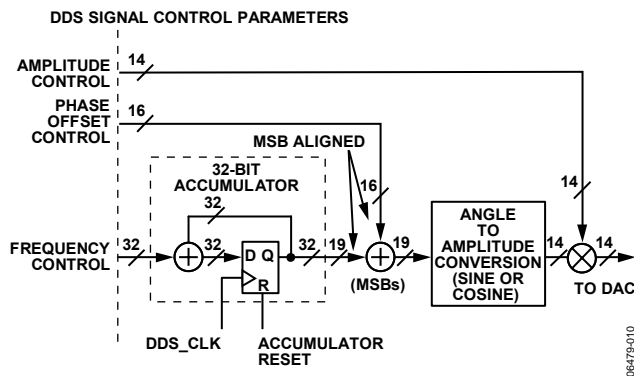 DDS SIGNAL CONTROL PARAMETERS
AMPLITUDE
CONTROL
14
PHASE
OFFSET
CONTROL
16
MSB ALIGNED
32-BIT
ACCUMULATOR
32
16
14
FREQUENCY
CONTROL
32
32
D Q
R
32
19
19
(MSBs)
ANGLE
TO
AMPLITUDE
CONVERSION
(SINE OR
COSINE)
14
14
TO DAC
DDS_CLK
ACCUMULATOR
RESET
06479-010